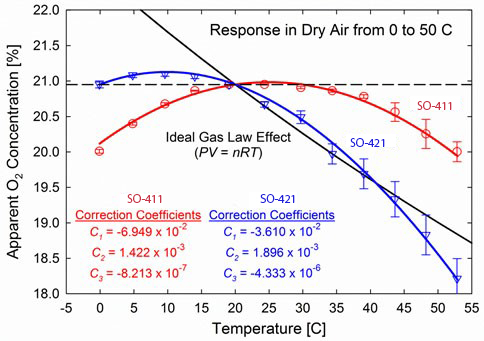 Response in Dry Air from 0 to 50 C
Apparent O₂ Concentration [%]
22.0
21.5
21.0
20.5
20.0
19.5
19.0
18.5
18.0
SO-411
SO-421
Ideal Gas Law Effect
(PV = nRT)
SO-411
Correction Coefficients
C₁ = -6.949 x 10⁻²
C₂ = 1.422 x 10⁻³
C₃ = -8.213 x 10⁻⁷
SO-421
Correction Coefficients
C₁ = -3.610 x 10⁻²
C₂ = 1.896 x 10⁻³
C₃ = -4.333 x 10⁻⁶
-5 0 5 10 15 20 25 30 35 40 45 50 55
Temperature [C]